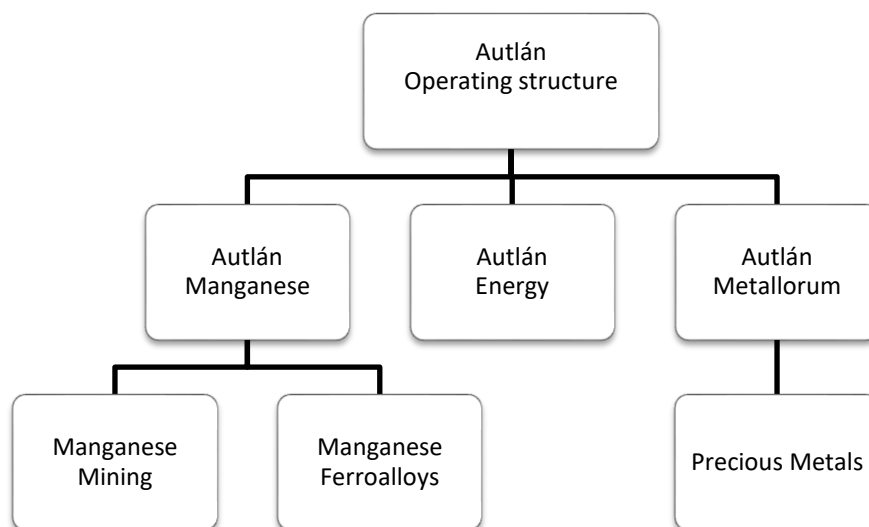 Autlán
Operating structure
Autlán
Manganese
Autlán
Energy
Autlán
Metallorum
Manganese
Mining
Manganese
Ferroalloys
Precious Metals